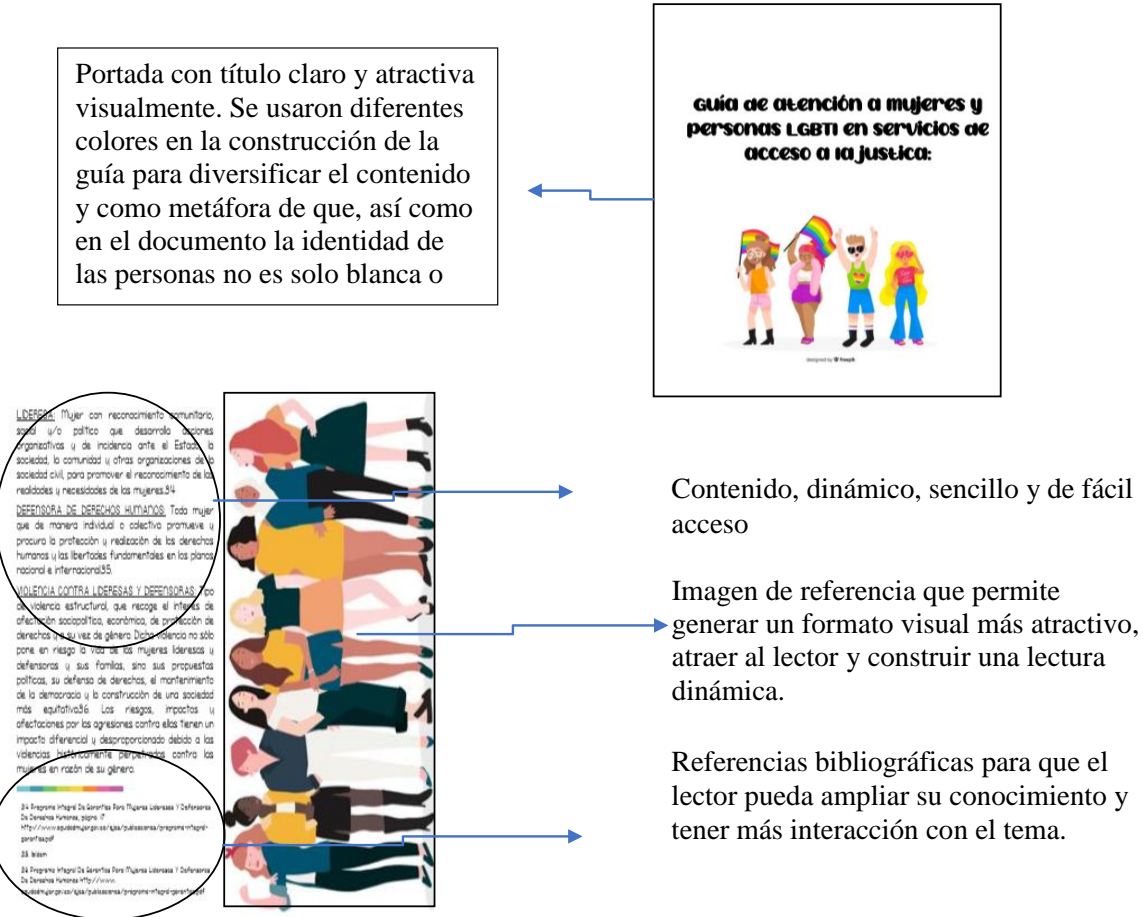 Portada con título claro y atractiva
visualmente. Se usaron diferentes
colores en la construcción de la
guía para diversificar el contenido
y como metáfora de que, así como
en el documento la identidad de
las personas no es solo blanca o
Guía de atención a mujeres y
personas LGBTI en servicios de
acceso a la justica:
designed by freepik
LIDERESA: Mujer con reconocimiento comunitario,
social y/o político que desarrolla acciones
organizativas y de incidencia ante el Estado, la
sociedad, la comunidad y otras organizaciones de la
sociedad civil, para promover el reconocimiento de las
realidades y necesidades de las mujeres.34
DEFENSORA DE DERECHOS HUMANOS: Toda mujer
que de manera individual o colectiva promueve y
procura la protección y realización de los derechos
humanos y las libertades fundamentales en los planos
nacional e internacional35.
VIOLENCIA CONTRA LIDERESAS Y DEFENSORAS: Tipo
de violencia estructural, que recoge el interés de
afectación sociopolítica, económica, de protección de
derechos y a su vez de género Dicha violencia no sólo
pone en riesgo la vida de las mujeres lideresas y
defensoras y sus familias, sino sus propuestas
políticas, su defensa de derechos, el mantenimiento
de la democracia y la construcción de una sociedad
más equitativa36. Los riesgos, impactos y
afectaciones por las agresiones contra ellas tienen un
impacto diferencial y desproporcionado debido a las
violencias históricamente perpetradas contra las
mujeres en razón de su género.
34 Programa Integral De Garantías Para Mujeres Lideresas Y Defensoras
De Derechos Humanos, página 17
35. Ibídem
36 Programa Integral De Garantías Para Mujeres Lideresas Y Defensoras
De Derechos Humanos http://www.
Contenido, dinámico, sencillo y de fácil
acceso
Imagen de referencia que permite
generar un formato visual más atractivo,
atraer al lector y construir una lectura
dinámica.
Referencias bibliográficas para que el
lector pueda ampliar su conocimiento y
tener más interacción con el tema.